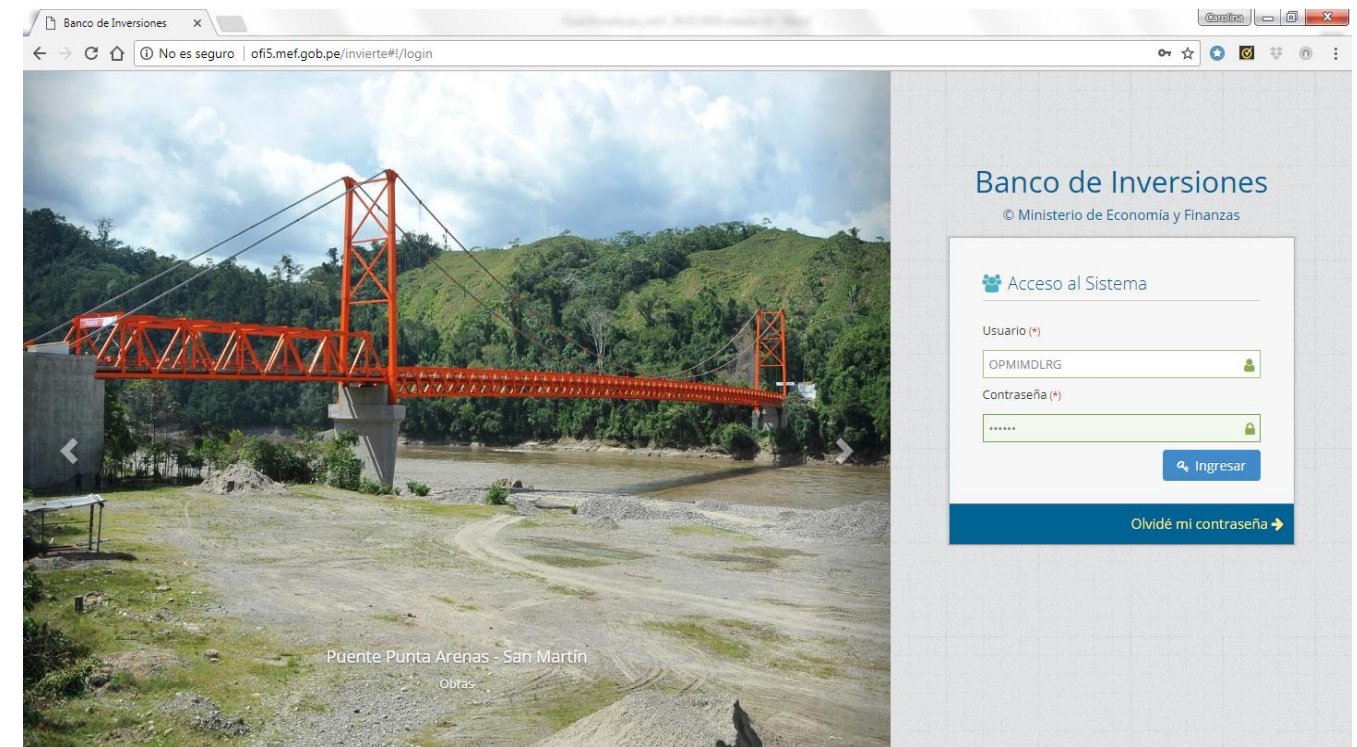 Banco de Inversiones
Carolina
No es seguro | ofi5.mef.gob.pe/invierte#!/login
Banco de Inversiones
© Ministerio de Economía y Finanzas
Acceso al Sistema
Usuario (*)
OPMIMDLRG
Contraseña (*)
••••••
Ingresar
Olvidé mi contraseña
Puente Punta Arenas - San Martín
Obras